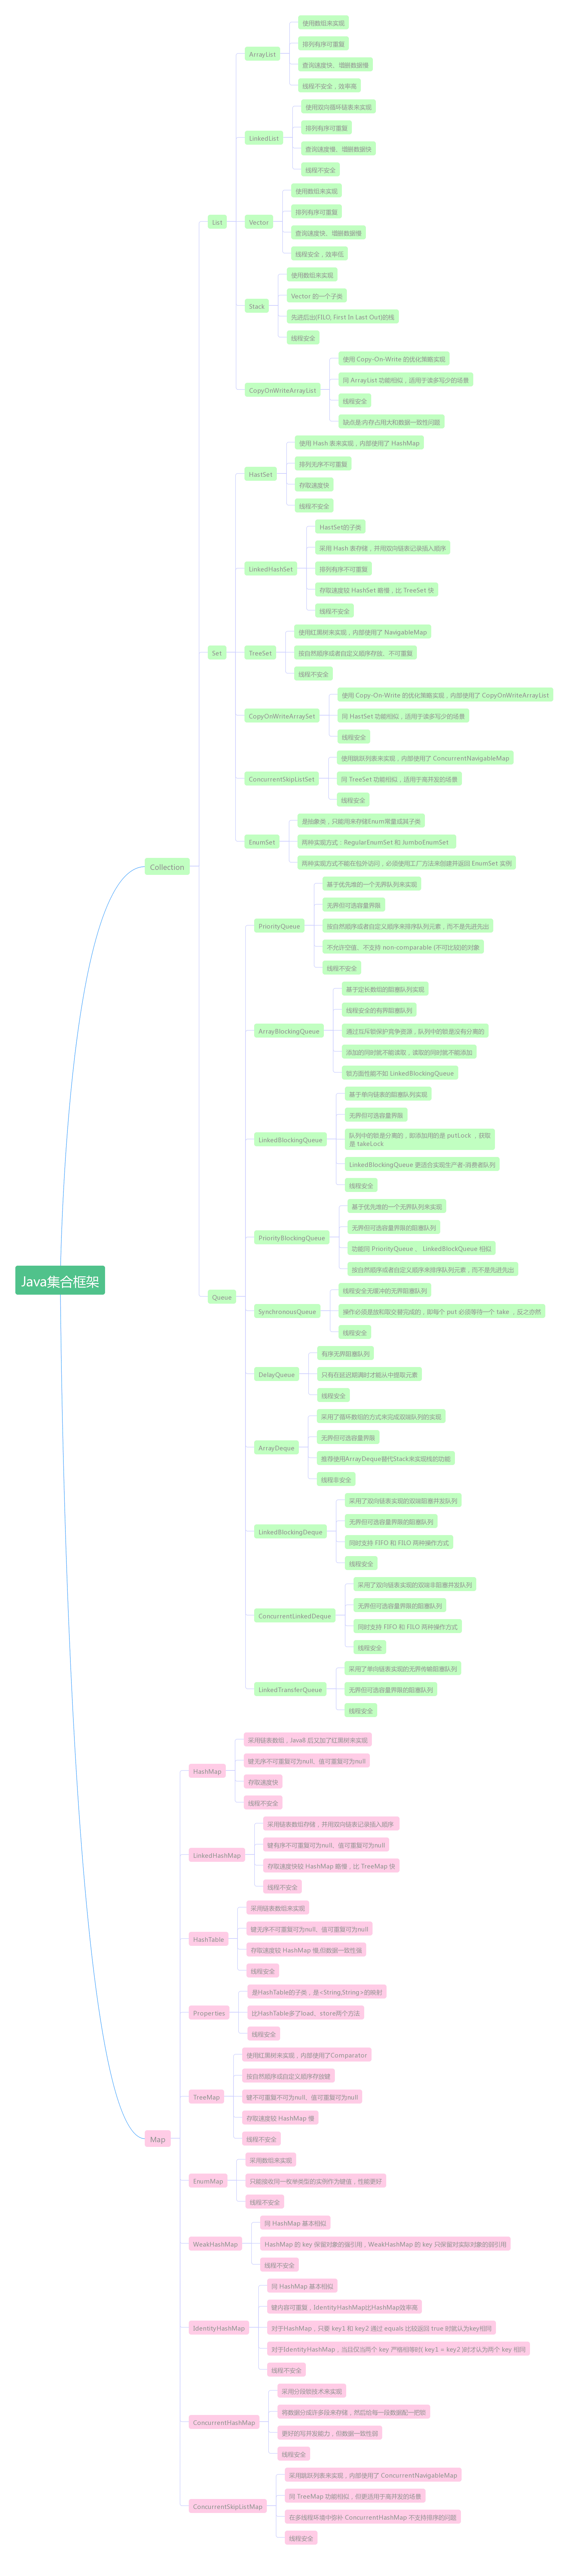 Java集合框架
Collection
List
ArrayList
使用数组来实现
排列有序可重复
查询速度快、增删数据慢
线程不安全，效率高
LinkedList
使用双向循环链表来实现
排列有序可重复
查询速度慢、增删数据快
线程不安全
Vector
使用数组来实现
排列有序可重复
查询速度快、增删数据慢
线程安全，效率低
Stack
使用数组来实现
Vector 的一个子类
先进后出(FILO, First In Last Out)的栈
线程安全
CopyOnWriteArrayList
使用 Copy-On-Write 的优化策略实现
同 ArrayList 功能相似，适用于读多写少的场景
线程安全
缺点是:内存占用大和数据一致性问题
Set
HastSet
使用 Hash 表来实现，内部使用了 HashMap
排列无序不可重复
存取速度快
线程不安全
LinkedHashSet
HastSet的子类
采用 Hash 表存储，并用双向链表记录插入顺序
排列有序不可重复
存取速度较 HashSet 略慢，比 TreeSet 快
线程不安全
TreeSet
使用红黑树来实现，内部使用了 NavigableMap
按自然顺序或者自定义顺序存放、不可重复
线程不安全
CopyOnWriteArraySet
使用 Copy-On-Write 的优化策略实现，内部使用了 CopyOnWriteArrayList
同 HastSet 功能相似，适用于读多写少的场景
线程安全
ConcurrentSkipListSet
使用跳跃列表来实现，内部使用了 ConcurrentNavigableMap
同 TreeSet 功能相似，适用于高并发的场景
线程安全
EnumSet
是抽象类，只能用来存储Enum常量或其子类
两种实现方式：RegularEnumSet 和 JumboEnumSet
两种实现方式不能在包外访问，必须使用工厂方法来创建并返回 EnumSet 实例
Queue
PriorityQveue
基于优先堆的一个无界队列来实现
无界但可选容量界限
按自然顺序或者自定义顺序来排序队列元素，而不是先进先出
不允许空值、不支持 non-comparable (不可比较)的对象
线程不安全
ArrayBlockingQueue
基于定长数组的阻塞队列实现
线程安全的有界阻塞队列
通过互斥锁保护竞争资源，队列中的锁是没有分离的
添加的同时就不能读取，读取的同时就不能添加
锁方面性能不如 LinkedBlockingQueue
LinkedBlockingQueue
基于单向链表的阻塞队列实现
无界但可选容量界限
队列中的锁是分离的，即添加用的是 putLock ，获取
是 takeLock
LinkedBlockingQueue 更适合实现生产者-消费者队列
线程安全
PriorityBlockingQueue
基于优先堆的一个无界队列来实现
无界但可选容量界限的阻塞队列
功能同 PriorityQueue 、 LinkedBlockQueue 相似
按自然顺序或者自定义顺序来排序队列元素，而不是先进先出
SynchronousQueue
线程安全无缓冲的无界阻塞队列
操作必须是放和取交替完成的，即每个 put 必须等待一个 take ，反之亦然
线程安全
DelayQueue
有序无界阻塞队列
只有在延迟期满时才能从中提取元素
线程安全
ArrayDeque
采用了循环数组的方式来完成双端队列的实现
无界但可选容量界限
推荐使用ArrayDeque替代Stack来实现栈的功能
线程非安全
LinkedBlockingDeque
采用了双向链表实现的双端阻塞并发队列
无界但可选容量界限的阻塞队列
同时支持 FIFO 和 FILO 两种操作方式
线程安全
ConcurrentLinkedDeque
采用了双向链表实现的双端非阻塞并发队列
无界但可选容量界限的阻塞队列
同时支持 FIFO 和 FILO 两种操作方式
线程安全
LinkedTransferQueue
采用了单向链表实现的无界传输阻塞队列
无界但可选容量界限的阻塞队列
线程安全
Map
HashMap
采用链表数组，Java8 后又加了红黑树来实现
键无序不可重复可为null、值可重复可为null
存取速度快
线程不安全
LinkedHashMap
采用链表数组存储，并用双向链表记录插入顺序
键有序不可重复可为null、值可重复可为null
存取速度快较 HashMap 略慢，比 TreeMap 快
线程不安全
HashTable
采用链表数组来实现
键无序不可重复可为null、值可重复可为null
存取速度较 HashMap 慢,但数据一致性强
线程安全
Properties
是HashTable的子类，是<String,String>的映射
比HashTable多了load、store两个方法
线程安全
TreeMap
使用红黑树来实现，内部使用了Comparator
按自然顺序或自定义顺序存放键
键不可重复不可为null、值可重复可为null
存取速度较 HashMap 慢
线程不安全
EnumMap
采用数组来实现
只能接收同一枚举类型的实例作为键值，性能更好
线程不安全
WeakHashMap
同 HashMap 基本相似
HashMap 的 key 保留对象的强引用，WeakHashMap 的 key 只保留对实际对象的弱引用
线程不安全
IdentityHashMap
同 HashMap 基本相似
键内容可重复，IdentityHashMap比HashMap效率高
对于HashMap，只要 key1 和 key2 通过 equals 比较返回 true 时就认为key相同
对于IdentityHashMap，当且仅当两个 key 严格相等时( key1 = key2 )时才认为两个 key 相同
线程不安全
ConcurrentHashMap
采用分段锁技术来实现
将数据分成许多段来存储，然后给每一段数据配一把锁
更好的写并发能力，但数据一致性弱
线程安全
ConcurrentSkipListMap
采用跳跃列表来实现，内部使用了 ConcurrentNavigableMap
同 TreeMap 功能相似，但更适用于高并发的场景
在多线程环境中弥补 ConcurrentHashMap 不支持排序的问题
线程安全